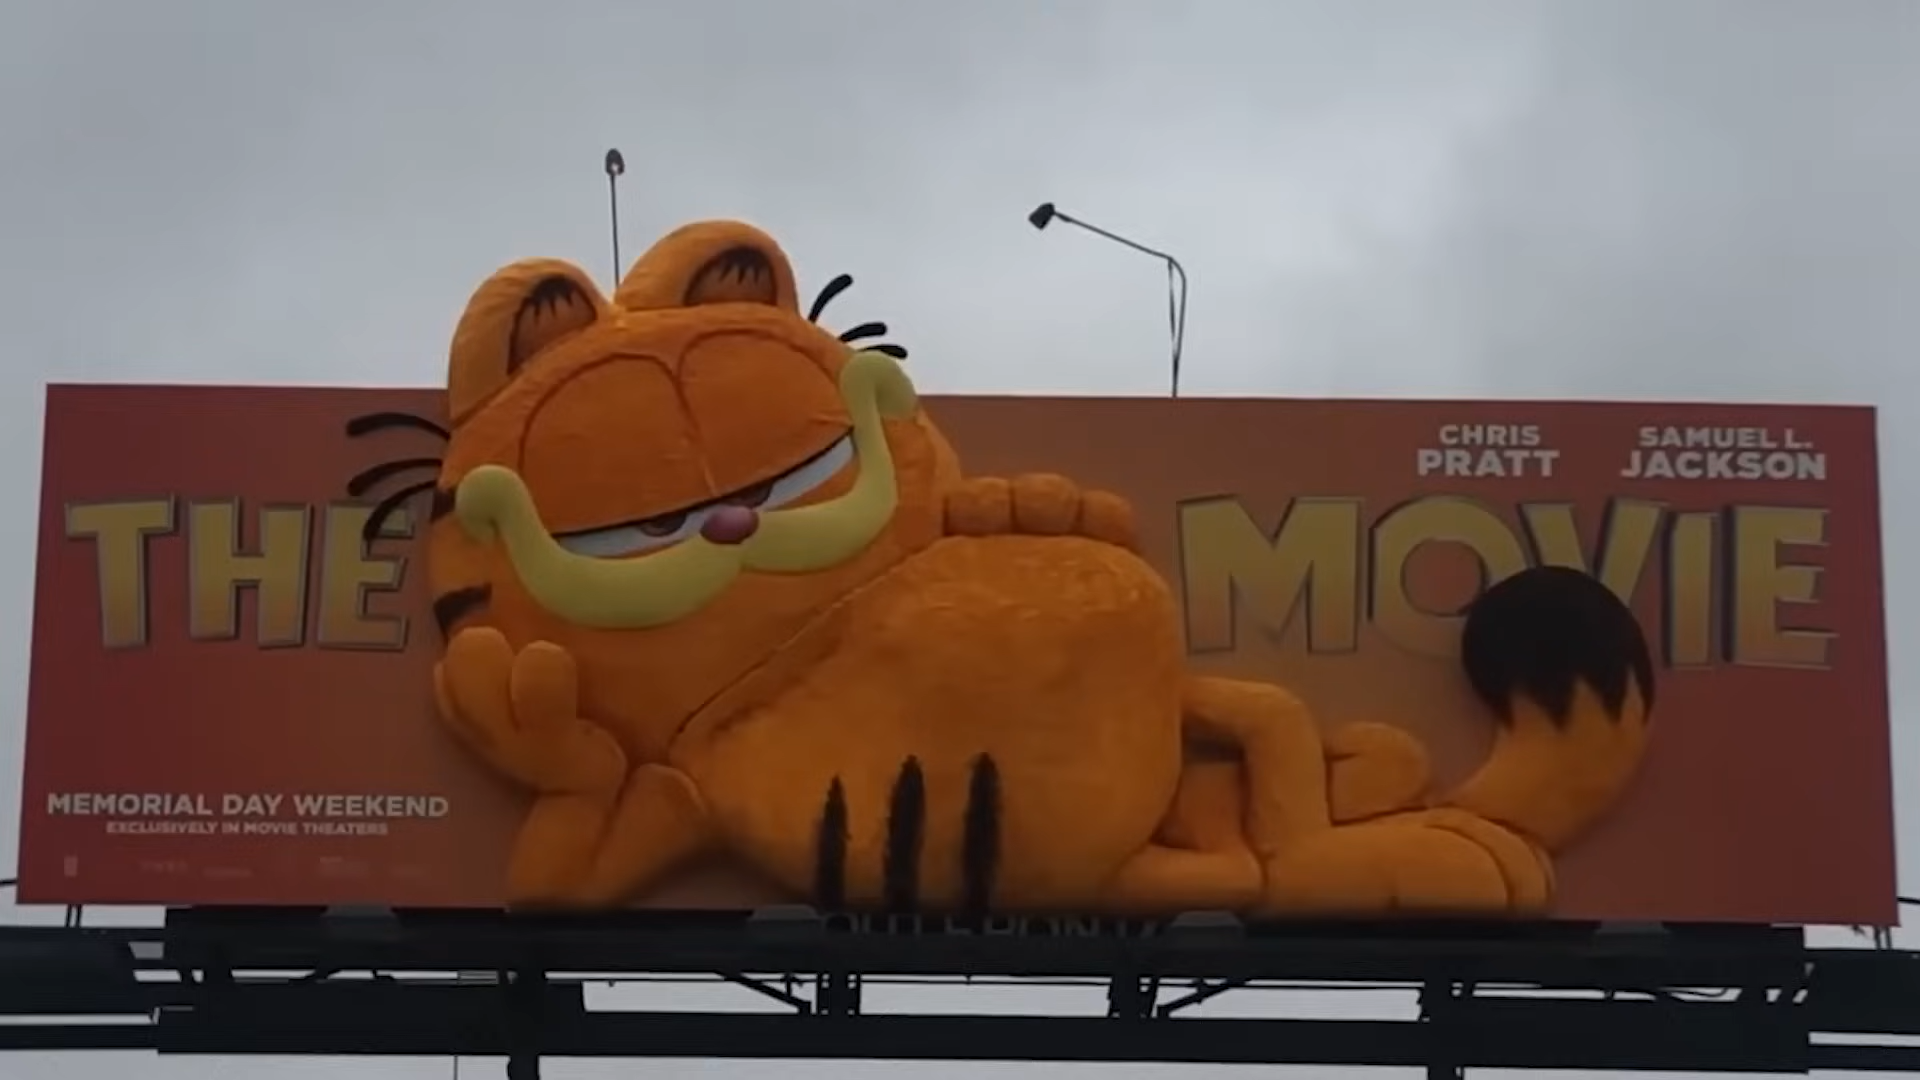 CHRIS PRATT
SAMUEL L. JACKSON
THE MOVIE
MEMORIAL DAY WEEKEND
EXCLUSIVELY IN MOVIE THEATERS